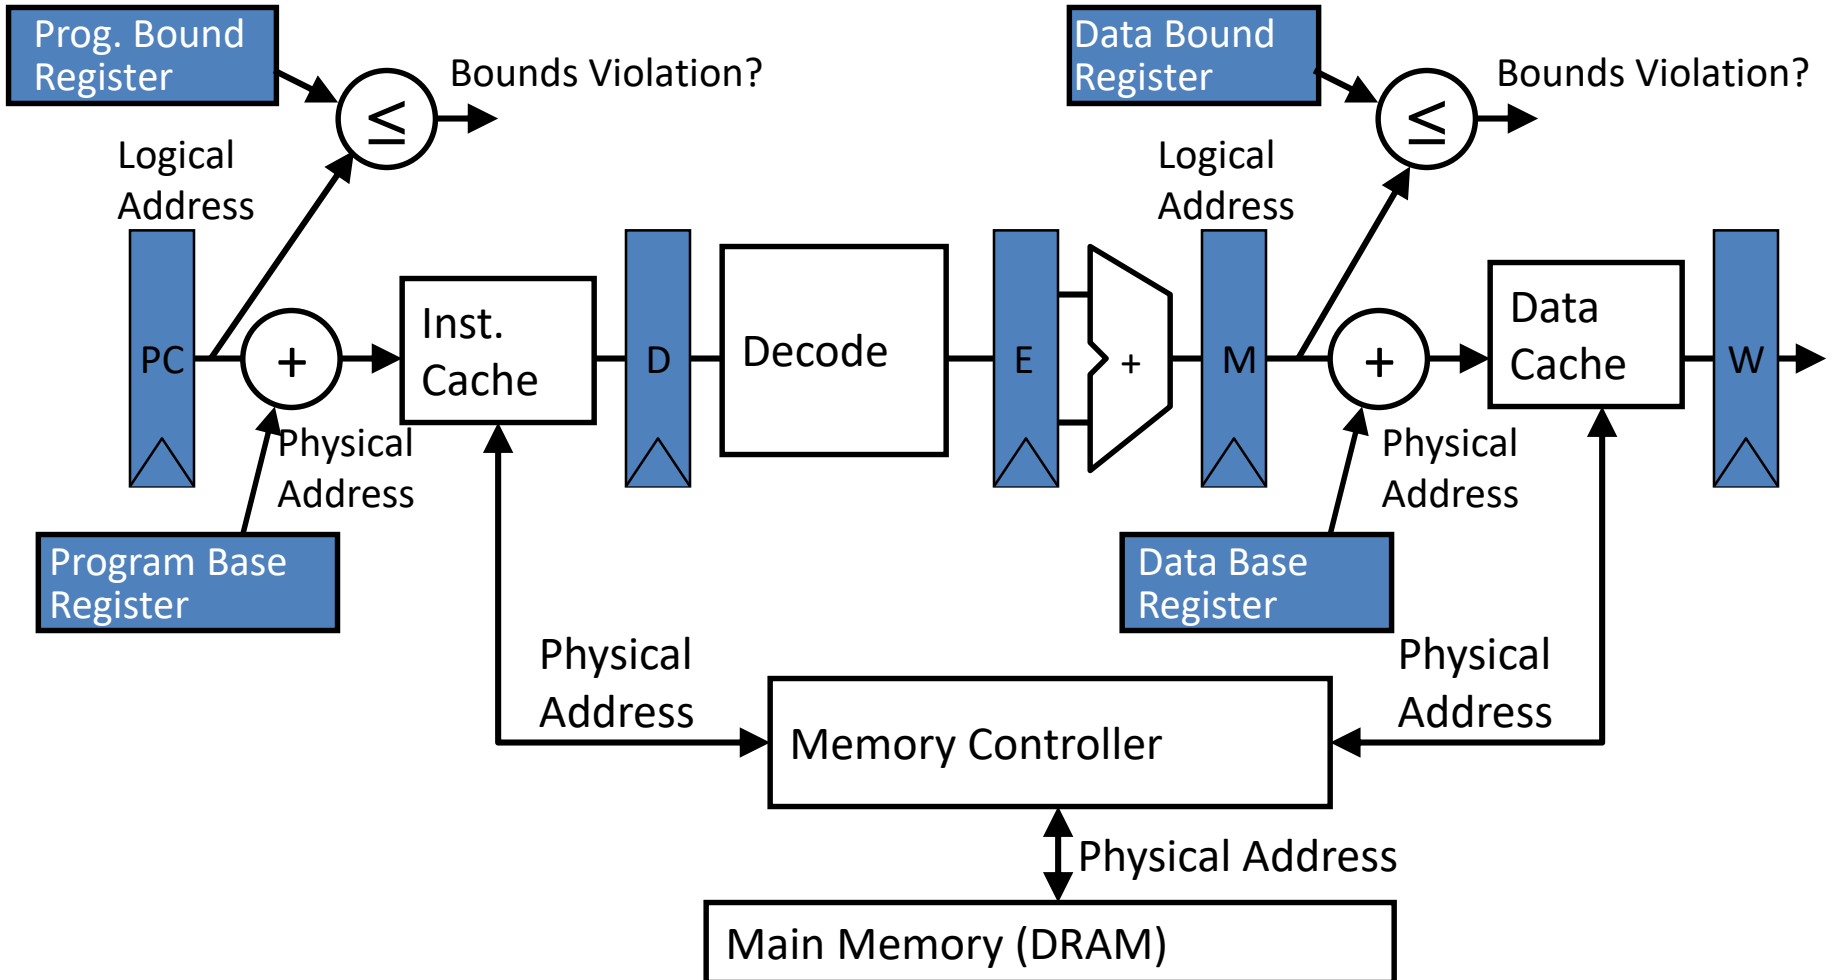 Prog. Bound
Register
Bounds Violation?
Data Bound
Register
Bounds Violation?
≤
≤
Logical
Address
Logical
Address
PC
+
Inst.
Cache
D
Decode
E
+
M
+
Data
Cache
W
Physical
Address
Physical
Address
Program Base
Register
Data Base
Register
Physical
Address
Physical
Address
Memory Controller
Physical Address
Main Memory (DRAM)